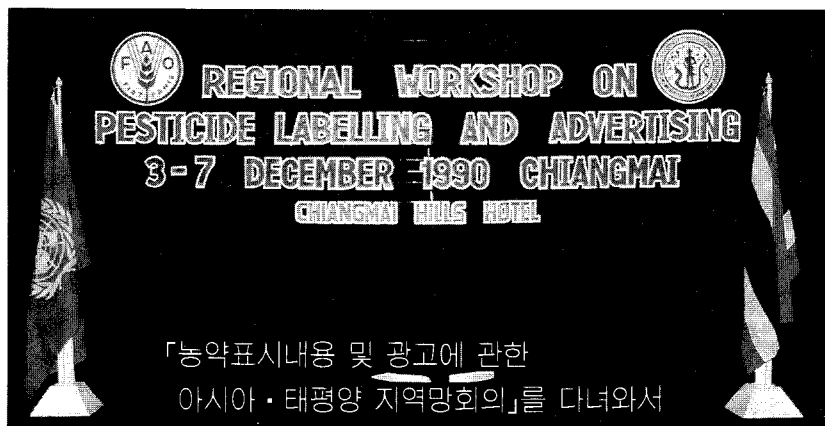 F A O
FIAT PANIS
REGIONAL WORKSHOP ON
PESTICIDE LABELLING AND ADVERTISING
3-7 DECEMBER 1990 CHIANGMAI
CHIANGMAI HILLS HOTEL
「농약표시내용 및 광고에 관한
아시아・태평양 지역망회의」를 다녀와서